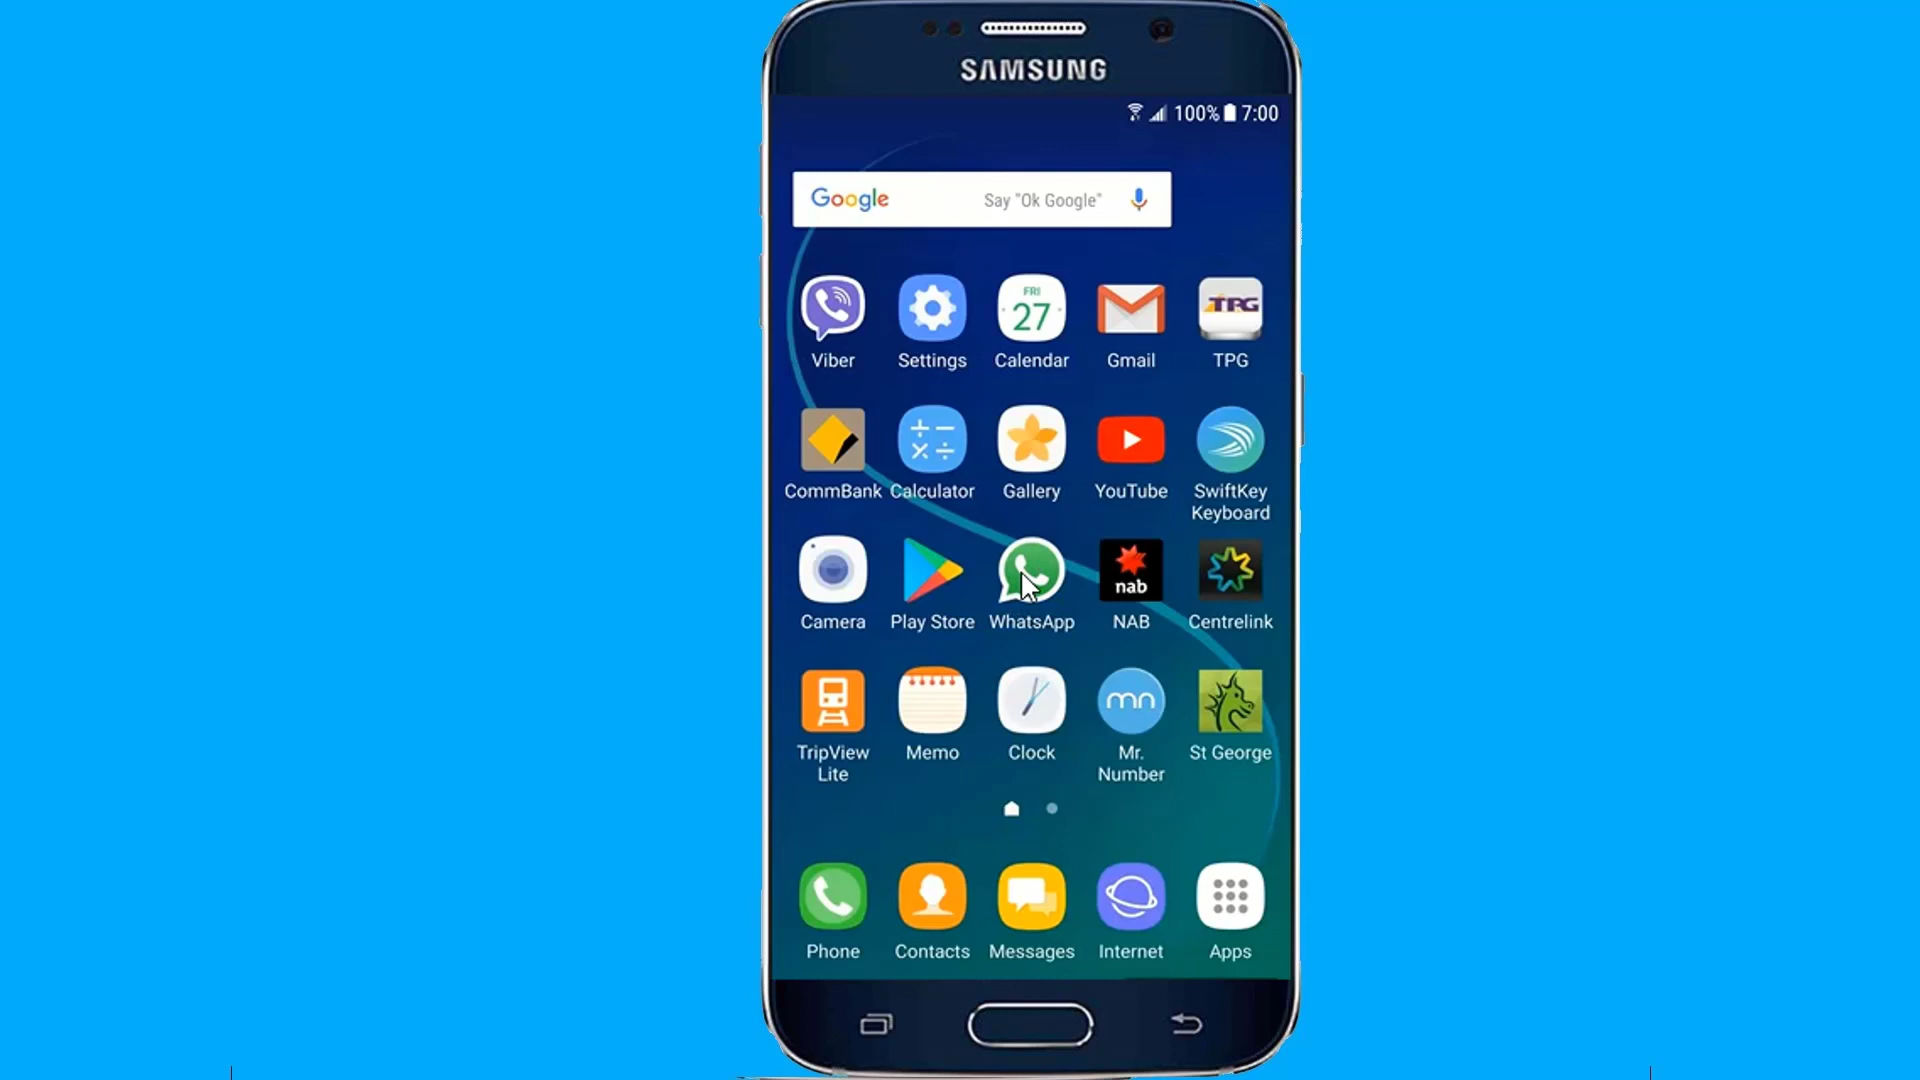 SAMSUNG
100% 7:00
Google Say "Ok Google"
FRI
27
TPG
Viber Settings Calendar Gmail TPG
CommBank Calculator Gallery YouTube SwiftKey
Keyboard
nab
Camera Play Store WhatsApp NAB Centrelink
mn
TripView Memo Clock Mr. St George
Lite Number
Phone Contacts Messages Internet Apps